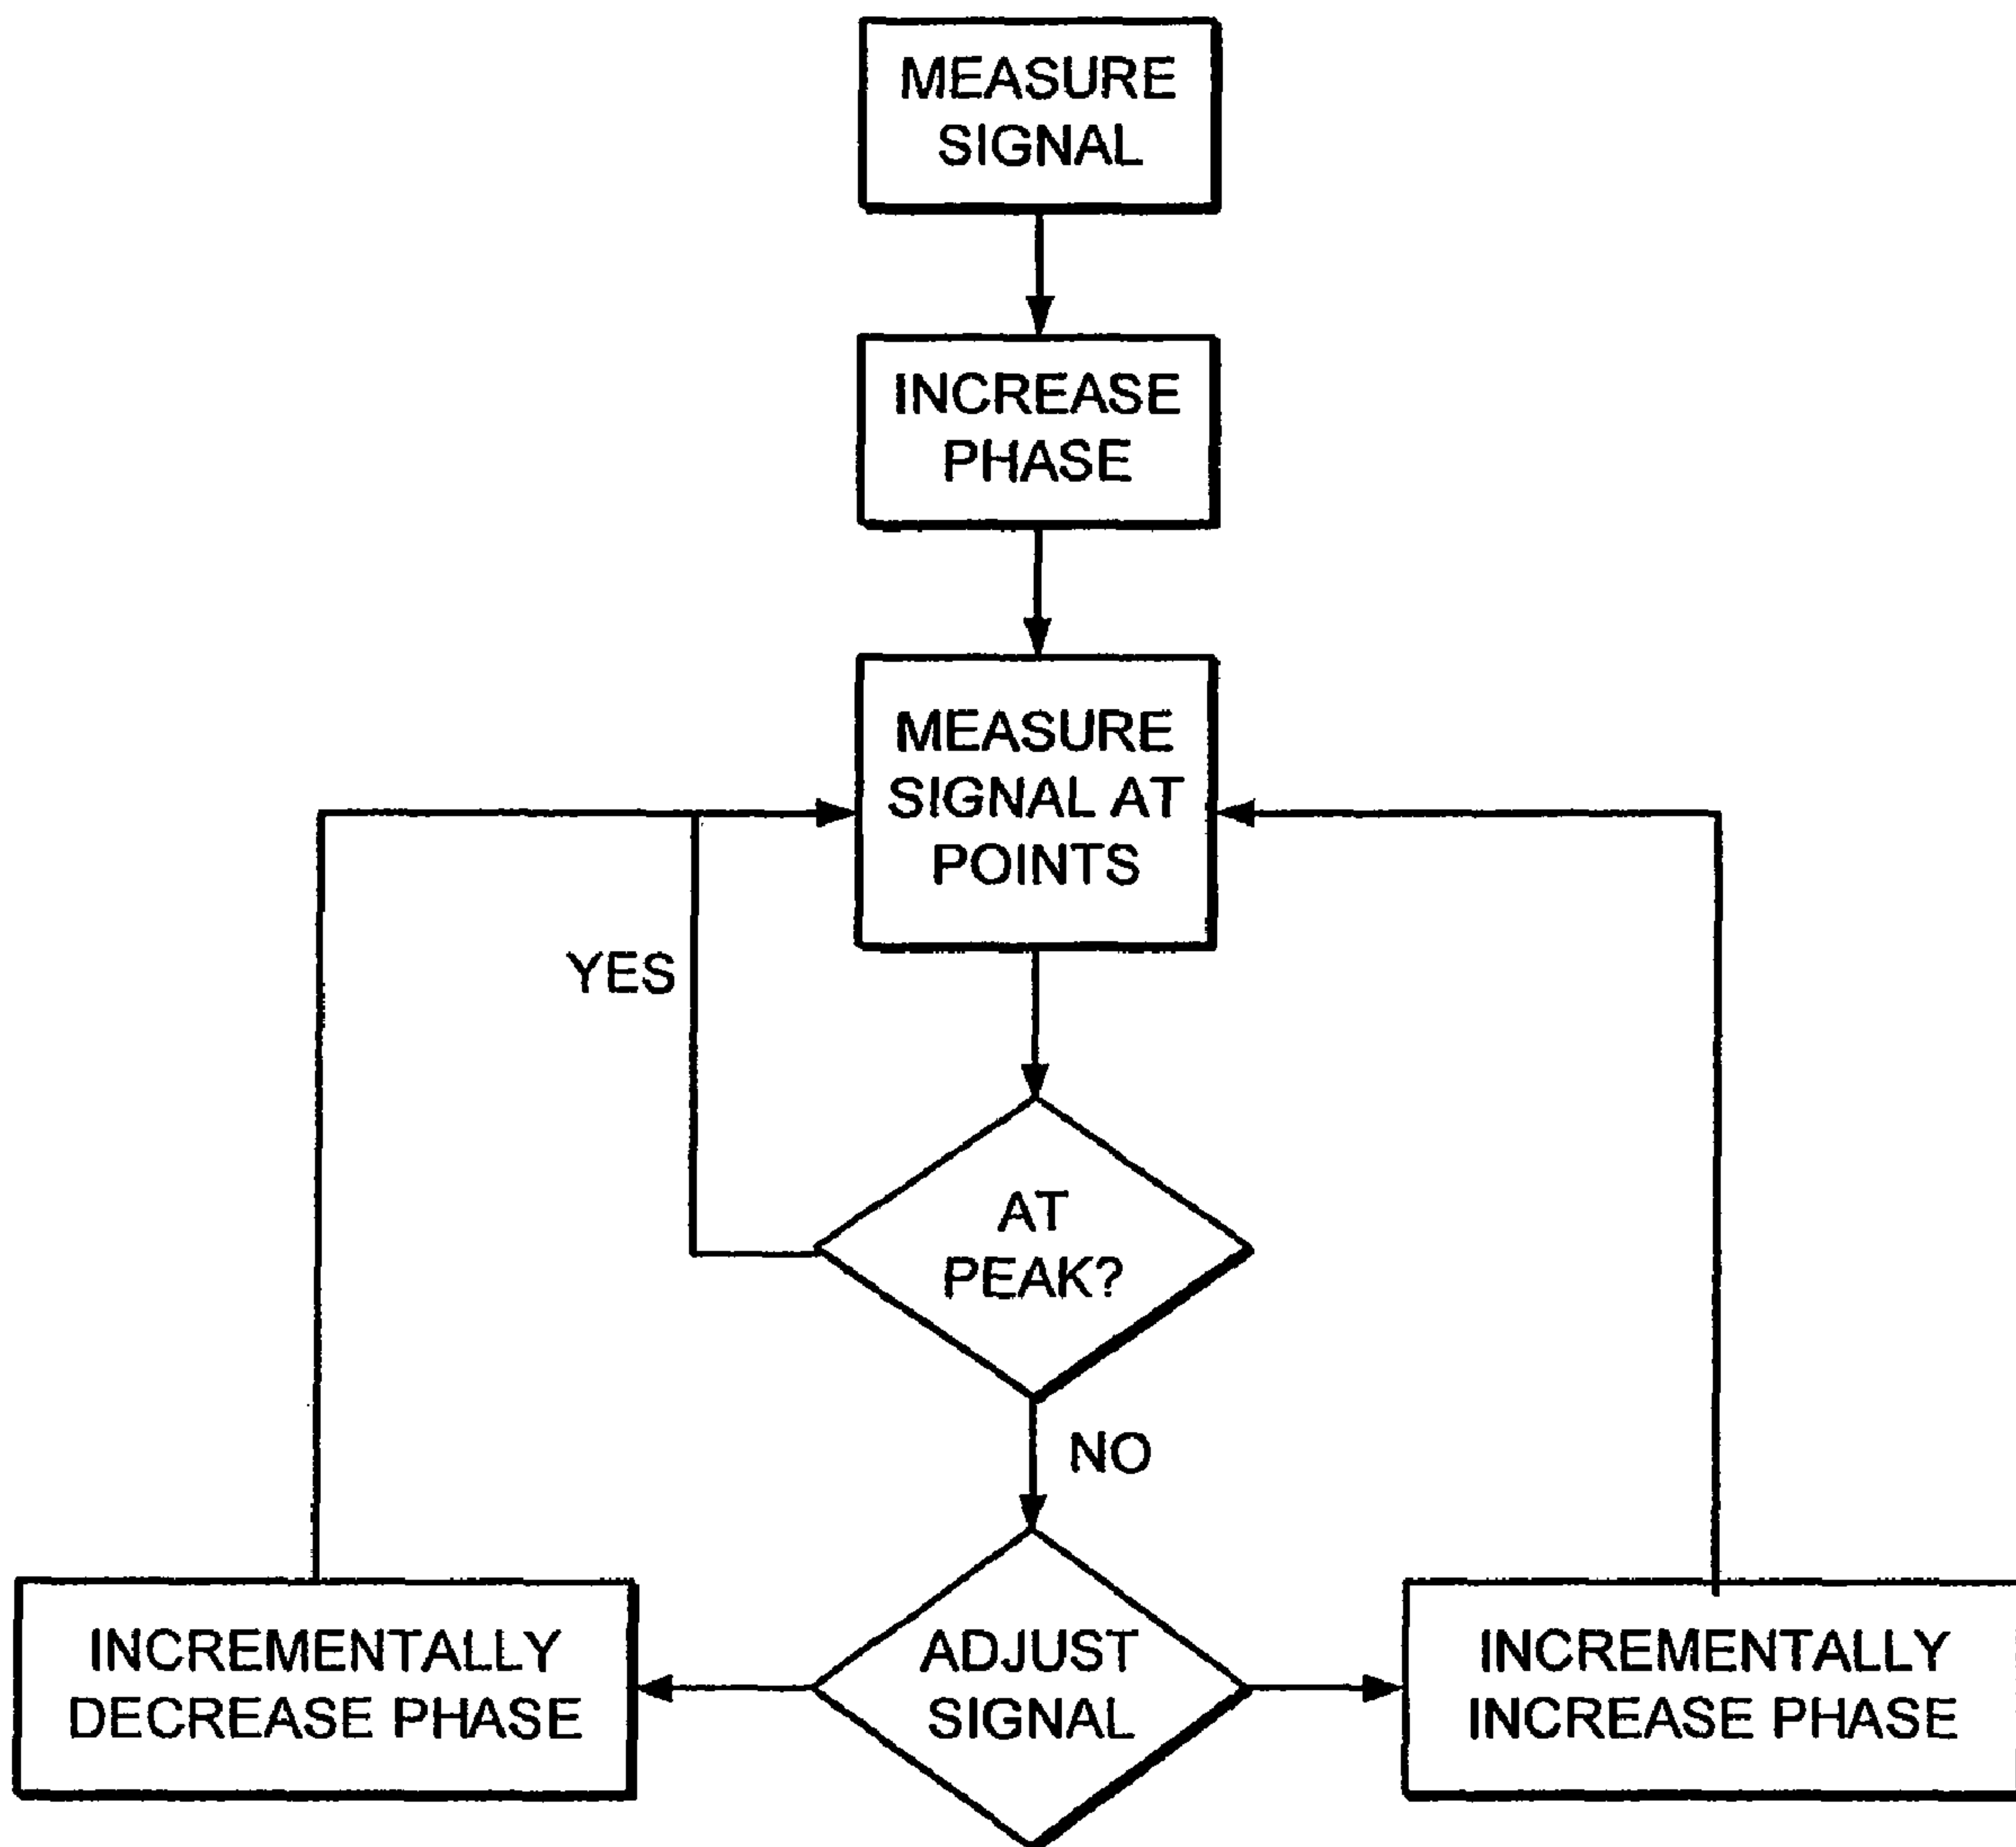 MEASURE
SIGNAL
INCREASE
PHASE
MEASURE
SIGNAL AT
POINTS
YES
AT
PEAK?
NO
INCREMENTALLY
DECREASE PHASE
ADJUST
SIGNAL
INCREMENTALLY
INCREASE PHASE